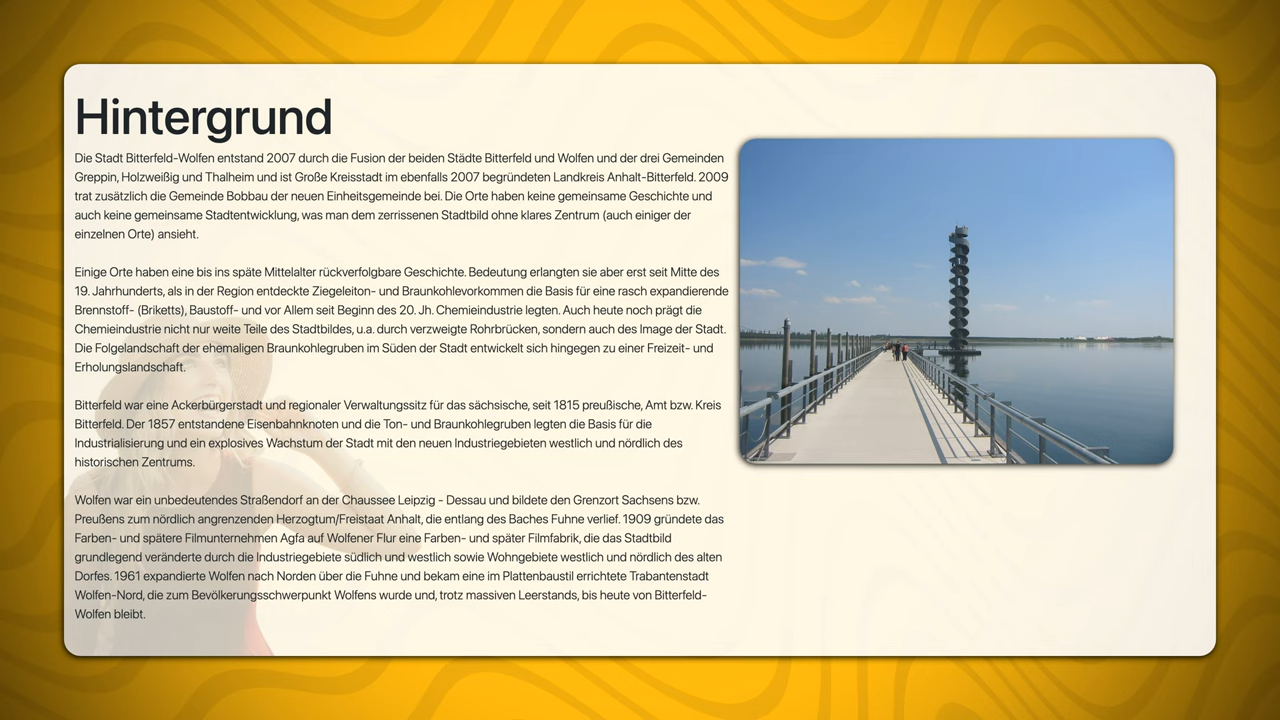 Hintergrund
Die Stadt Bitterfeld-Wolfen entstand 2007 durch die Fusion der beiden Städte Bitterfeld und Wolfen und der drei Gemeinden
Greppin, Holzweißig und Thalheim und ist Große Kreisstadt im ebenfalls 2007 begründeten Landkreis Anhalt-Bitterfeld. 2009
trat zusätzlich die Gemeinde Bobbau der neuen Einheitsgemeinde bei. Die Orte haben keine gemeinsame Geschichte und
auch keine gemeinsame Stadtentwicklung, was man dem zerrissenen Stadtbild ohne klares Zentrum (auch einiger der
einzelnen Orte) ansieht.
Einige Orte haben eine bis ins späte Mittelalter rückverfolgbare Geschichte. Bedeutung erlangten sie aber erst seit Mitte des
19. Jahrhunderts, als in der Region entdeckte Ziegeleiton- und Braunkohlevorkommen die Basis für eine rasch expandierende
Brennstoff- (Briketts), Baustoff- und vor Allem seit Beginn des 20. Jh. Chemieindustrie legten. Auch heute noch prägt die
Chemieindustrie nicht nur weite Teile des Stadtbildes, u.a. durch verzweigte Rohrbrücken, sondern auch des Image der Stadt.
Die Folgelandschaft der ehemaligen Braunkohlegruben im Süden der Stadt entwickelt sich hingegen zu einer Freizeit- und
Erholungslandschaft.
Bitterfeld war eine Ackerbürgerstadt und regionaler Verwaltungssitz für das sächsische, seit 1815 preußische, Amt bzw. Kreis
Bitterfeld. Der 1857 entstandene Eisenbahnknoten und die Ton- und Braunkohlegruben legten die Basis für die
Industrialisierung und ein explosives Wachstum der Stadt mit den neuen Industriegebieten westlich und nördlich des
historischen Zentrums.
Wolfen war ein unbedeutendes Straßendorf an der Chaussee Leipzig - Dessau und bildete den Grenzort Sachsens bzw.
Preußens zum nördlich angrenzenden Herzogtum/Freistaat Anhalt, die entlang des Baches Fuhne verlief. 1909 gründete das
Farben- und spätere Filmunternehmen Agfa auf Wolfener Flur eine Farben- und später Filmfabrik, die das Stadtbild
grundlegend veränderte durch die Industriegebiete südlich und westlich sowie Wohngebiete westlich und nördlich des alten
Dorfes. 1961 expandierte Wolfen nach Norden über die Fuhne und bekam eine im Plattenbaustil errichtete Trabantenstadt
Wolfen-Nord, die zum Bevölkerungsschwerpunkt Wolfens wurde und, trotz massiven Leerstands, bis heute von Bitterfeld-
Wolfen bleibt.